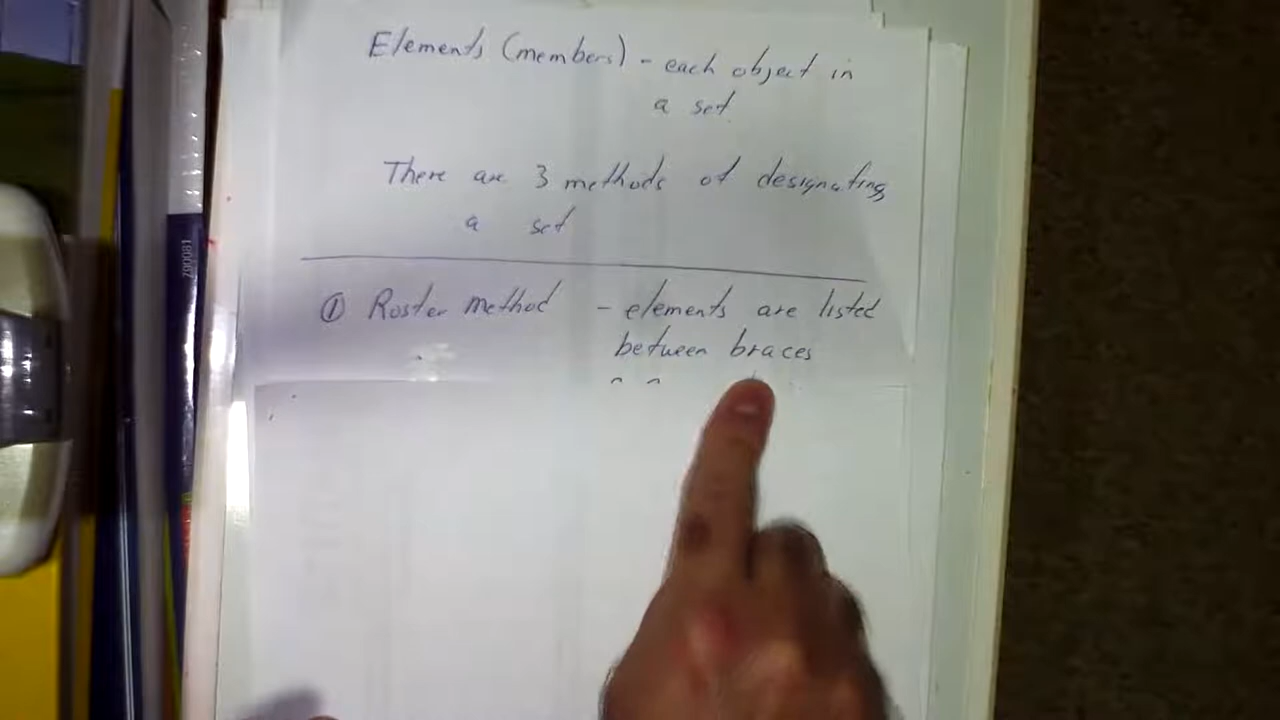 Elements (members) - each object in
a set.
There are 3 methods of designating
a set
① Roster method - elements are listed
between braces